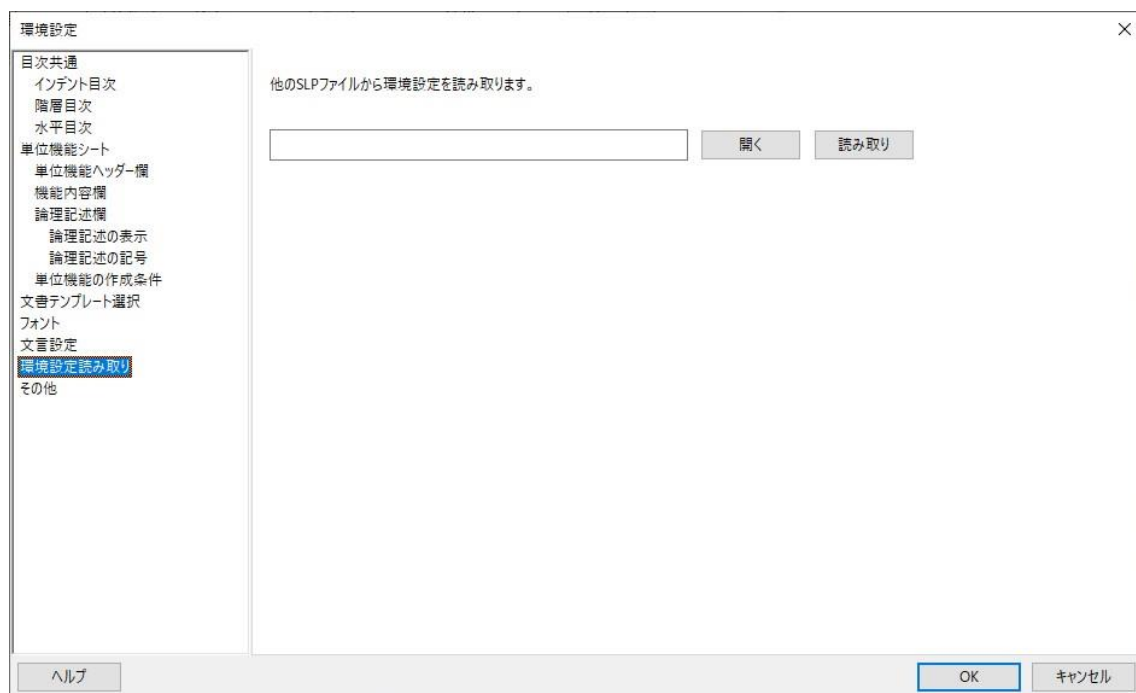 環境設定
目次共通
インデント目次
階層目次
水平目次
単位機能シート
単位機能ヘッダー欄
機能内容欄
論理記述欄
論理記述の表示
論理記述の記号
単位機能の作成条件
文書テンプレート選択
フォント
文言設定
環境設定読み取り
その他
他のSLPファイルから環境設定を読み取ります。
開く
読み取り
ヘルプ
OK
キャンセル